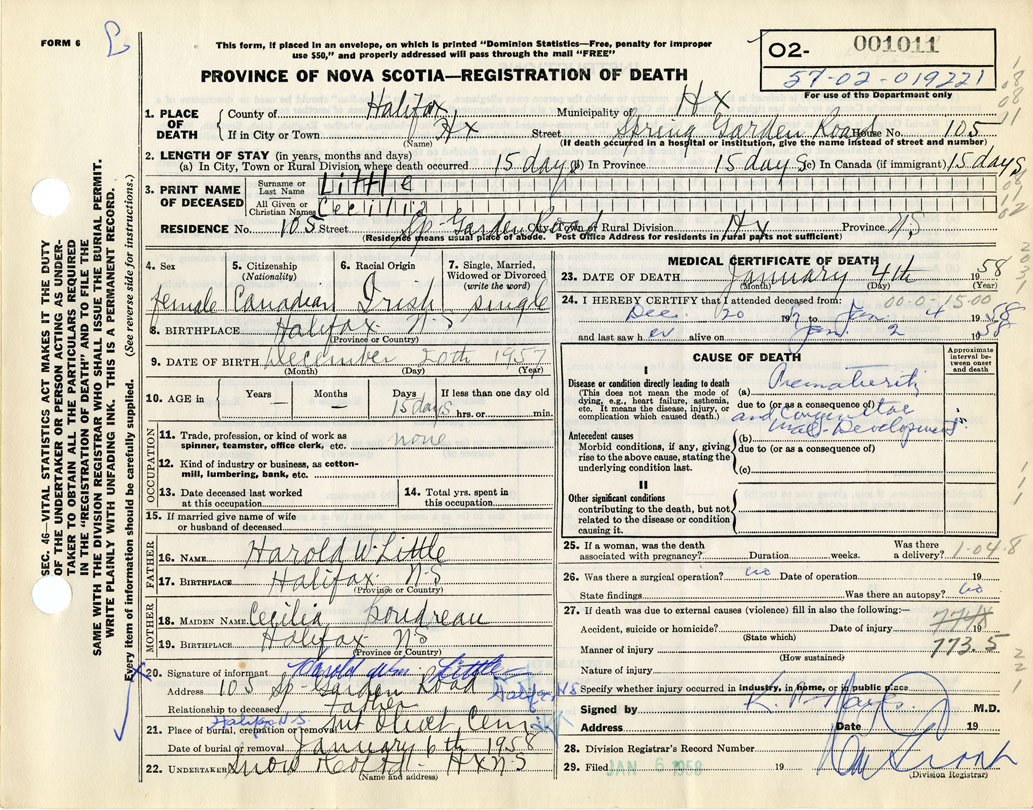 FORM 6
This form, if placed in an envelope, on which is printed "Dominion Statistics—Free, penalty for improper
use $50," and properly addressed will pass through the mail "FREE"
PROVINCE OF NOVA SCOTIA—REGISTRATION OF DEATH
O2- 001011
57-02-019221
For use of the Department only
1. PLACE OF DEATH
County of Halifax Municipality of Hx
If in City or Town Hx Street Spring Garden Road House No. 105
(Name) (If death occurred in a hospital or institution, give the name instead of street and number)
2. LENGTH OF STAY (in years, months and days)
(a) In City, Town or Rural Division where death occurred 15 days (b) In Province 15 days (c) In Canada (if immigrant) 15 days
3. PRINT NAME OF DECEASED
Surname or Last Name Little
All Given or Christian Names Cecilia
RESIDENCE No. 105 Street Sp-Garden Road City, Town or Rural Division Hx Province NS
(Residence means usual place of abode. Post Office Address for residents in rural parts not sufficient)
4. Sex female
5. Citizenship (Nationality) Canadian
6. Racial Origin Irish
7. Single, Married, Widowed or Divorced (write the word) single
8. BIRTHPLACE Halifax N-S
(Province or Country)
9. DATE OF BIRTH December 20th 1957
(Month) (Day) (Year)
10. AGE in Years Months Days 15 days If less than one day old hrs. or min.
OCCUPATION
11. Trade, profession, or kind of work as spinner, teamster, office clerk, etc. none
12. Kind of industry or business, as cotton-mill, lumbering, bank, etc.
13. Date deceased last worked at this occupation
14. Total yrs. spent in this occupation
15. If married give name of wife or husband of deceased
FATHER
16. NAME Harold W. Little
17. BIRTHPLACE Halifax N-S
(Province or Country)
MOTHER
18. MAIDEN NAME Cecilia Boudreau
19. BIRTHPLACE Halifax NS
(Province or Country)
20. Signature of informant Harold Wm. Little
Address 105 Sp-Garden Road Halifax, N S
Relationship to deceased Father
Halifax N.S.
21. Place of burial, cremation or removal Mt Olivet Cem
Date of burial or removal January 6th 1958
22. UNDERTAKER Snow & Co Ltd - Hx N-S
(Name and address)
MEDICAL CERTIFICATE OF DEATH
23. DATE OF DEATH January 4th 1958
(Month) (Day) (Year)
24. I HEREBY CERTIFY that I attended deceased from: 00-0-15-00
Dec. 20 195 to Jan 4 1958
and last saw her alive on Jan. 2 1958
CAUSE OF DEATH
Approximate interval between onset and death
I
Disease or condition directly leading to death
(This does not mean the mode of dying, e.g., heart failure, asthenia, etc. It means the disease, injury, or complication which caused death.)
(a) Prematurity
due to (or as a consequence of)
and Congenital
Mal-Development
Antecedent causes
Morbid conditions, if any, giving rise to the above cause, stating the underlying condition last.
(b)
due to (or as a consequence of)
(c)
II
Other significant conditions contributing to the death, but not related to the disease or condition causing it.
25. If a woman, was the death associated with pregnancy? Duration weeks. Was there a delivery? 1-04-8
26. Was there a surgical operation? no Date of operation 19
State findings Was there an autopsy? no
27. If death was due to external causes (violence) fill in also the following:—
Accident, suicide or homicide? Date of injury 19
(State which)
Manner of injury 773.5
(How sustained)
Nature of injury
Specify whether injury occurred in industry, in home, or in public place
Signed by M.D.
Address Date 19
28. Division Registrar's Record Number
29. Filed JAN 6 1958 19
(Division Registrar)
SEC. 46—VITAL STATISTICS ACT MAKES IT THE DUTY
OF THE UNDERTAKER OR PERSON ACTING AS UNDER-
TAKER TO OBTAIN ALL THE PARTICULARS REQUIRED
IN THE "REGISTRATION OF DEATH" AND TO FILE THE
SAME WITH THE DIVISION REGISTRAR WHO SHALL ISSUE THE BURIAL PERMIT.
WRITE PLAINLY WITH UNFADING INK. THIS IS A PERMANENT RECORD.
Every item of information should be carefully supplied. (See reverse side for instructions.)